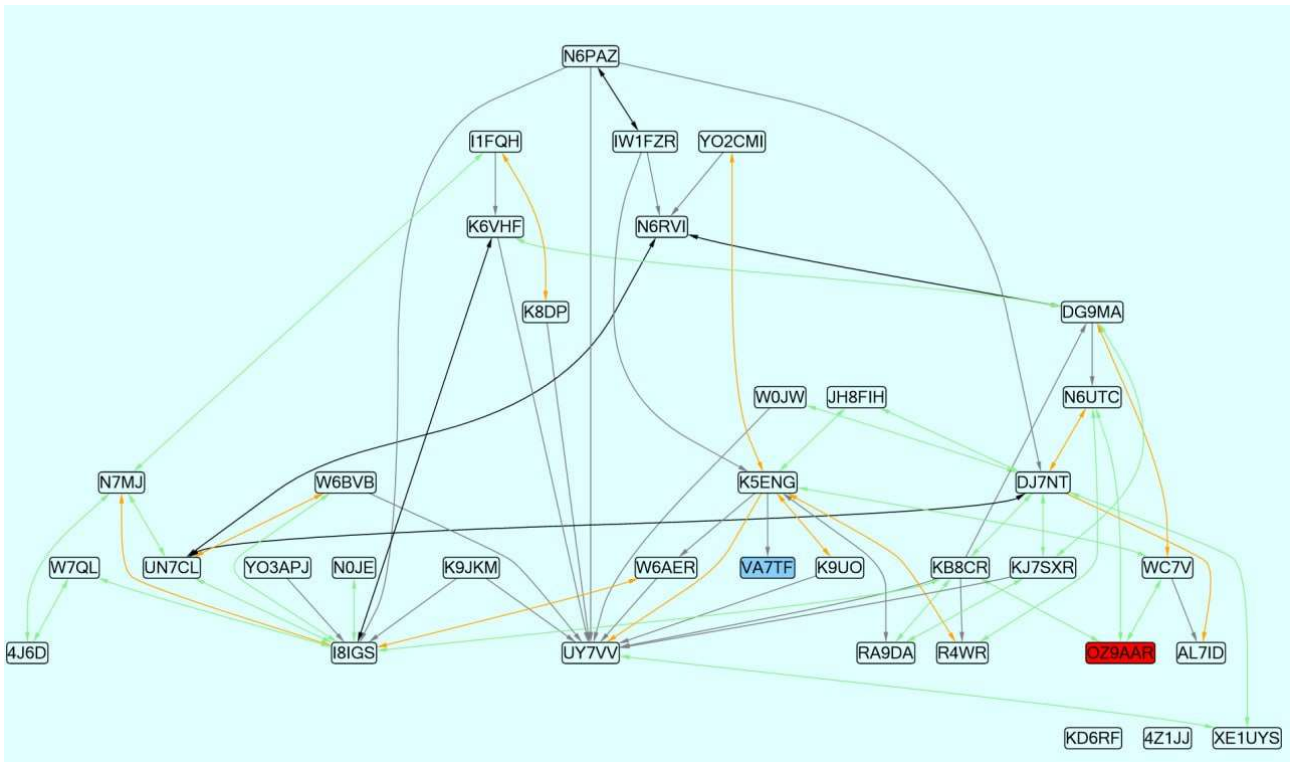 N6PAZ
I1FQH IW1FZR YO2CMI
K6VHF N6RVI
K8DP DG9MA
W0JW JH8FIH N6UTC
N7MJ W6BVB K5ENG DJ7NT
W7QL UN7CL YO3APJ N0JE K9JKM W6AER VA7TF K9UO KB8CR KJ7SXR WC7V
4J6D I8IGS UY7VV RA9DA R4WR OZ9AAR AL7ID
KD6RF 4Z1JJ XE1UYS